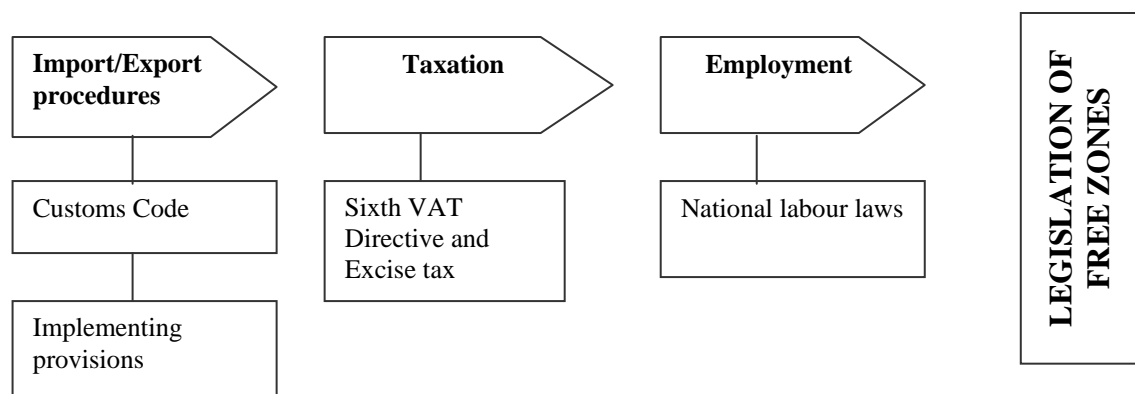 Import/Export
procedures
Taxation
Employment
Customs Code
Sixth VAT
Directive and
Excise tax
National labour laws
Implementing
provisions
LEGISLATION OF
FREE ZONES